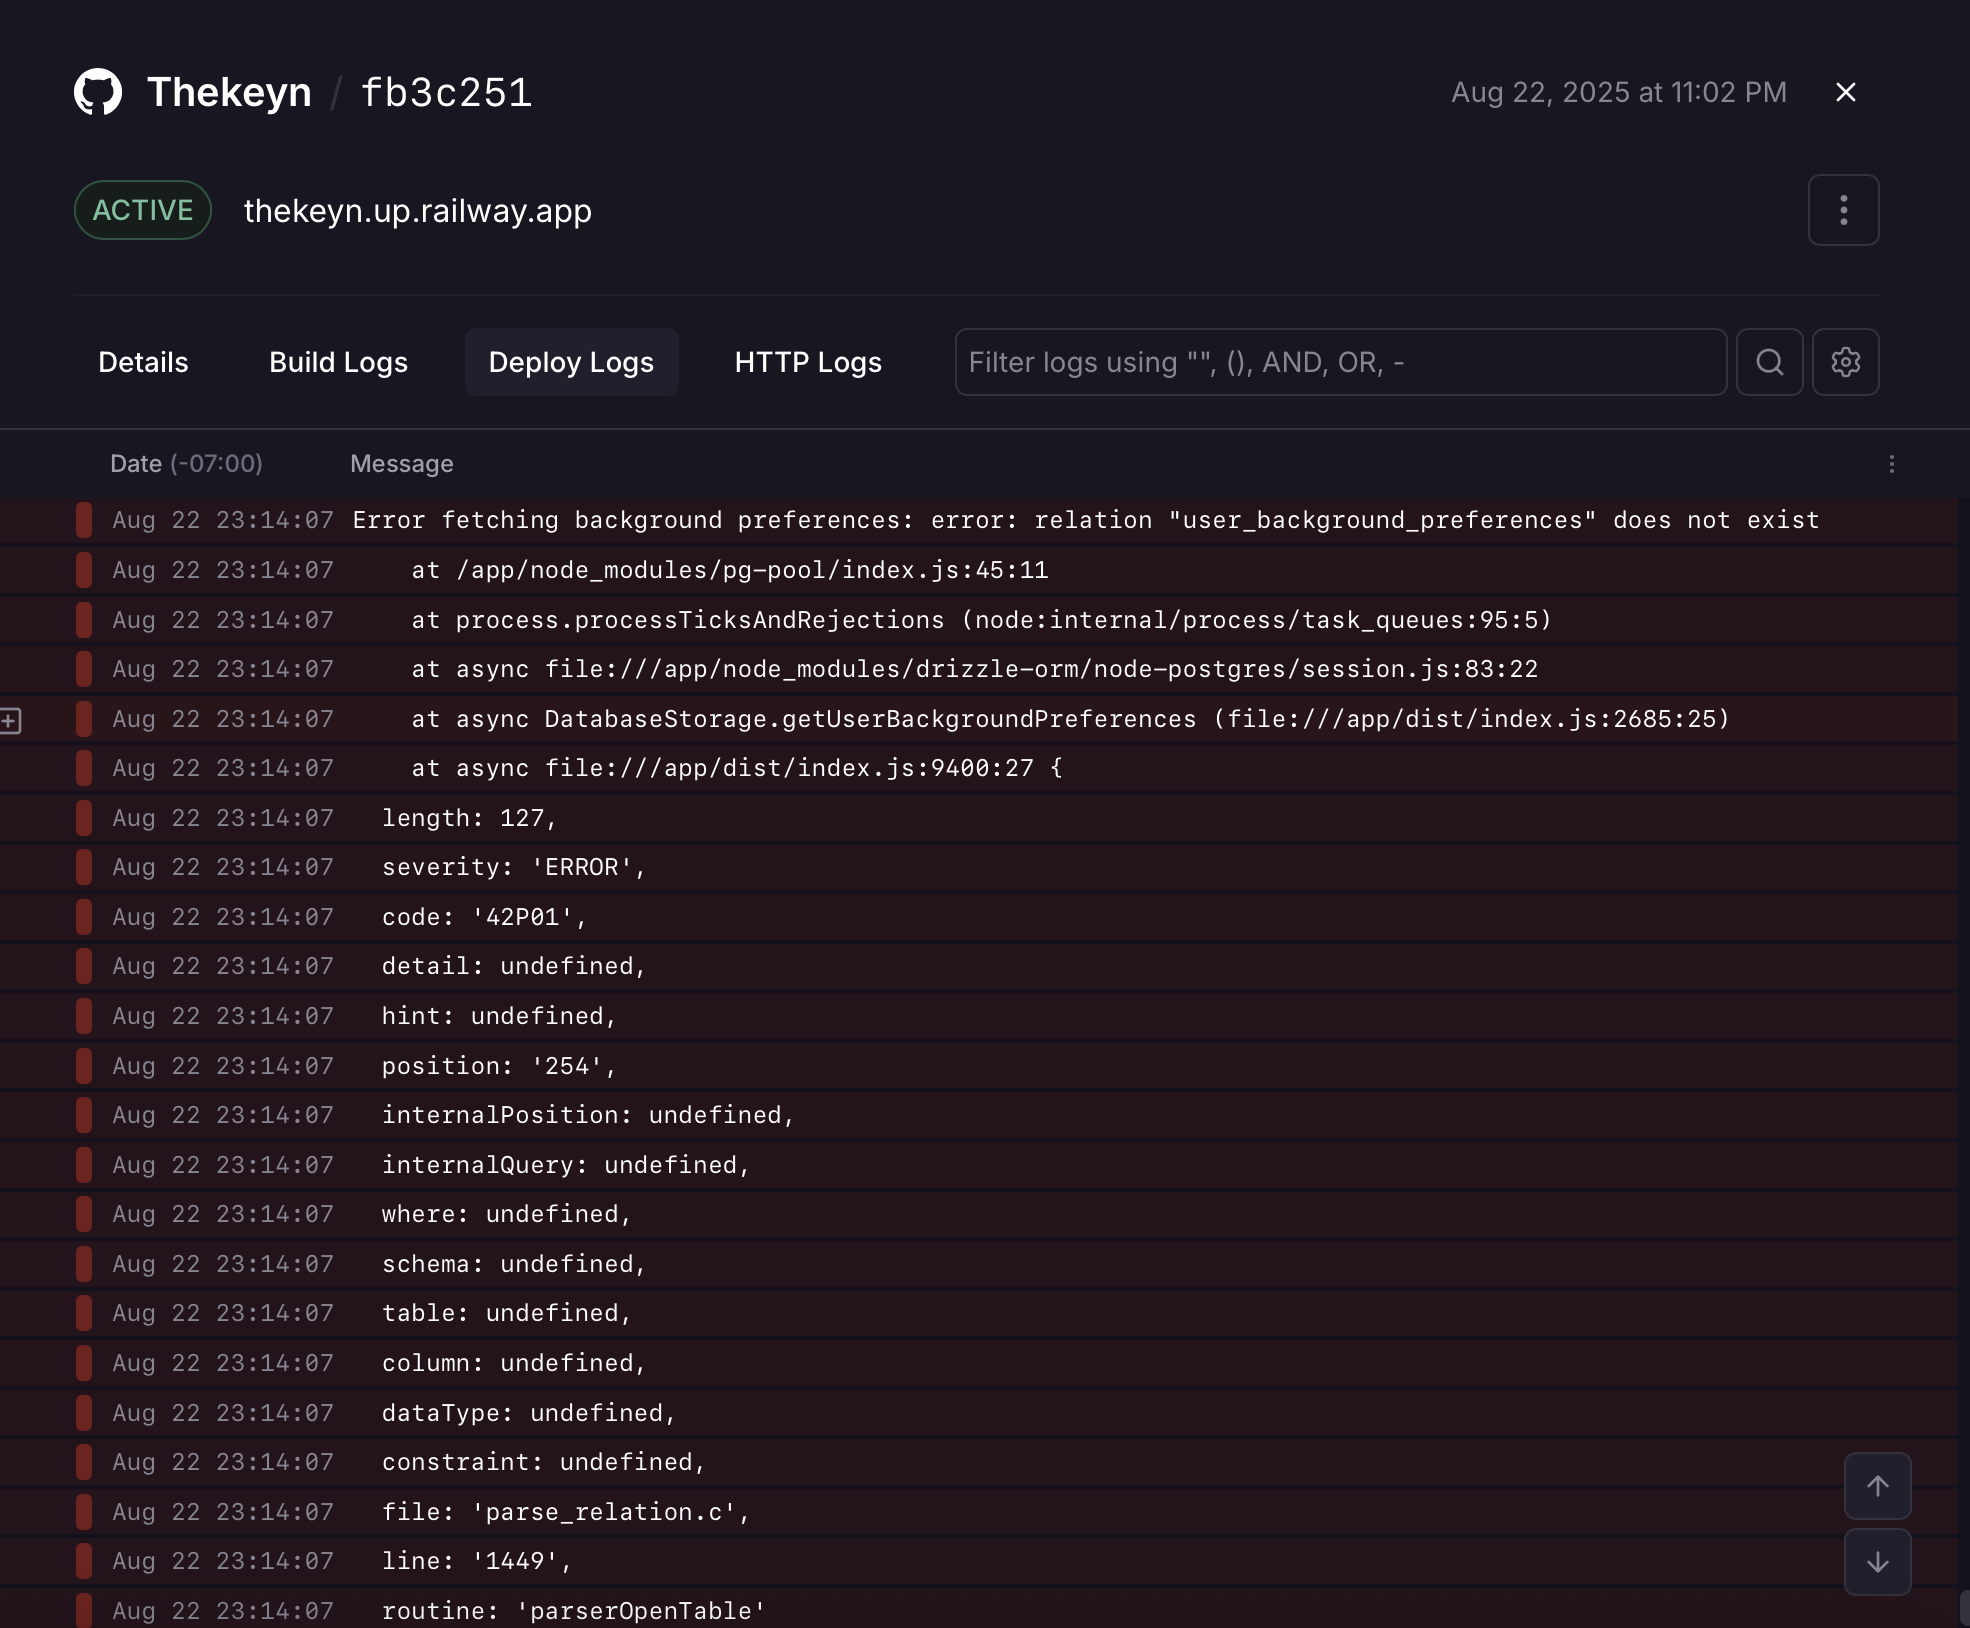 Thekeyn / fb3c251
Aug 22, 2025 at 11:02 PM
ACTIVE
thekeyn.up.railway.app
Details
Build Logs
Deploy Logs
HTTP Logs
Filter logs using "", (), AND, OR, -
Date (-07:00) Message
Aug 22 23:14:07 Error fetching background preferences: error: relation "user_background_preferences" does not exist
Aug 22 23:14:07     at /app/node_modules/pg-pool/index.js:45:11
Aug 22 23:14:07     at process.processTicksAndRejections (node:internal/process/task_queues:95:5)
Aug 22 23:14:07     at async file:///app/node_modules/drizzle-orm/node-postgres/session.js:83:22
Aug 22 23:14:07     at async DatabaseStorage.getUserBackgroundPreferences (file:///app/dist/index.js:2685:25)
Aug 22 23:14:07     at async file:///app/dist/index.js:9400:27 {
Aug 22 23:14:07   length: 127,
Aug 22 23:14:07   severity: 'ERROR',
Aug 22 23:14:07   code: '42P01',
Aug 22 23:14:07   detail: undefined,
Aug 22 23:14:07   hint: undefined,
Aug 22 23:14:07   position: '254',
Aug 22 23:14:07   internalPosition: undefined,
Aug 22 23:14:07   internalQuery: undefined,
Aug 22 23:14:07   where: undefined,
Aug 22 23:14:07   schema: undefined,
Aug 22 23:14:07   table: undefined,
Aug 22 23:14:07   column: undefined,
Aug 22 23:14:07   dataType: undefined,
Aug 22 23:14:07   constraint: undefined,
Aug 22 23:14:07   file: 'parse_relation.c',
Aug 22 23:14:07   line: '1449',
Aug 22 23:14:07   routine: 'parserOpenTable'